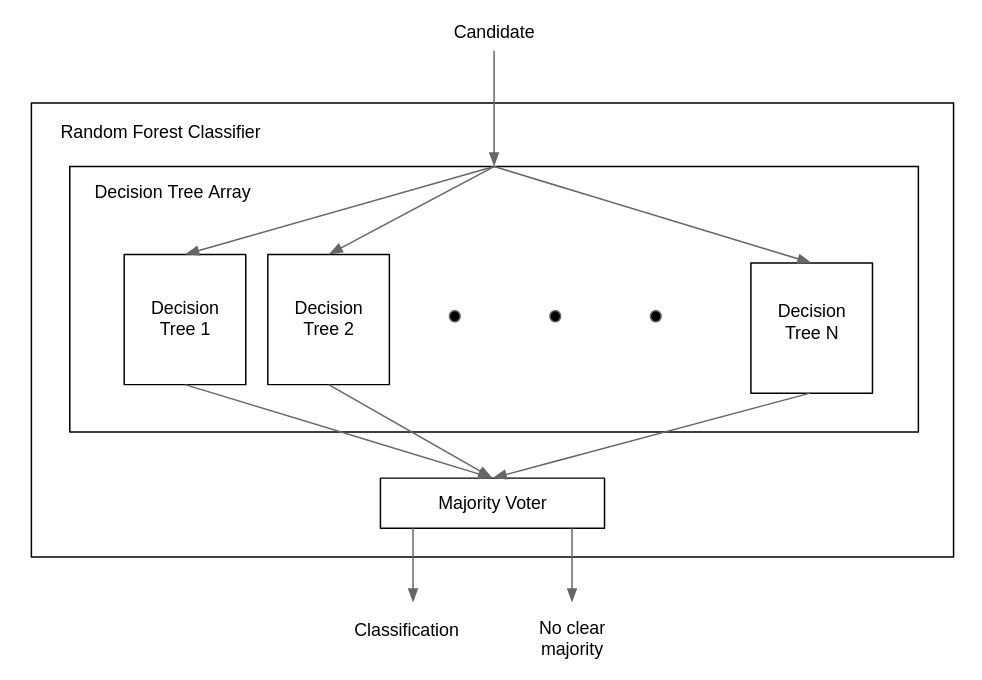 Candidate
Random Forest Classifier
Decision Tree Array
Decision
Tree 1
Decision
Tree 2
Decision
Tree N
Majority Voter
Classification
No clear
majority